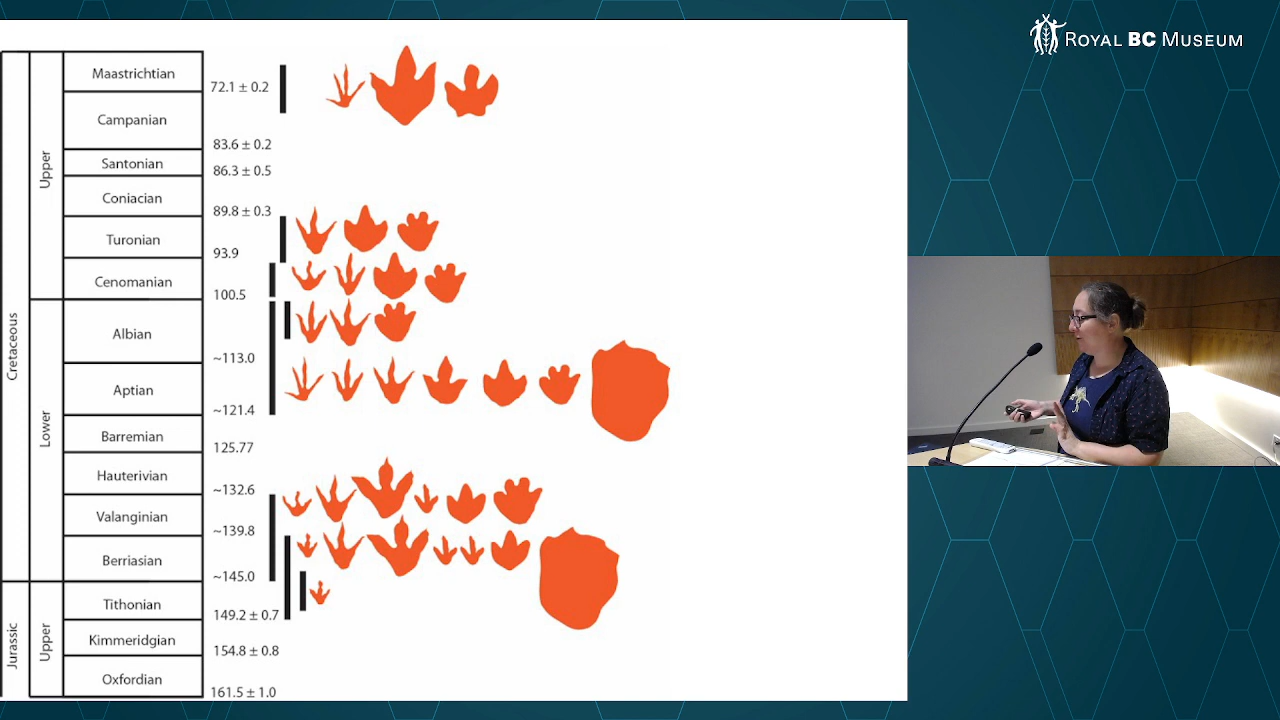 ROYAL BC MUSEUM
Cretaceous
Upper
Maastrichtian
72.1 ± 0.2
Campanian
83.6 ± 0.2
Santonian
86.3 ± 0.5
Coniacian
89.8 ± 0.3
Turonian
93.9
Cenomanian
100.5
Lower
Albian
~113.0
Aptian
~121.4
Barremian
125.77
Hauterivian
~132.6
Valanginian
~139.8
Berriasian
~145.0
Jurassic
Upper
Tithonian
149.2 ± 0.7
Kimmeridgian
154.8 ± 0.8
Oxfordian
161.5 ± 1.0